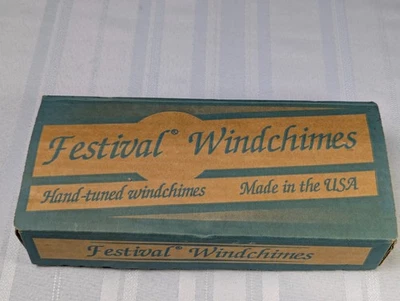 Festival® Windchimes
Hand-tuned windchimes Made in the USA
Festival® Windchimes